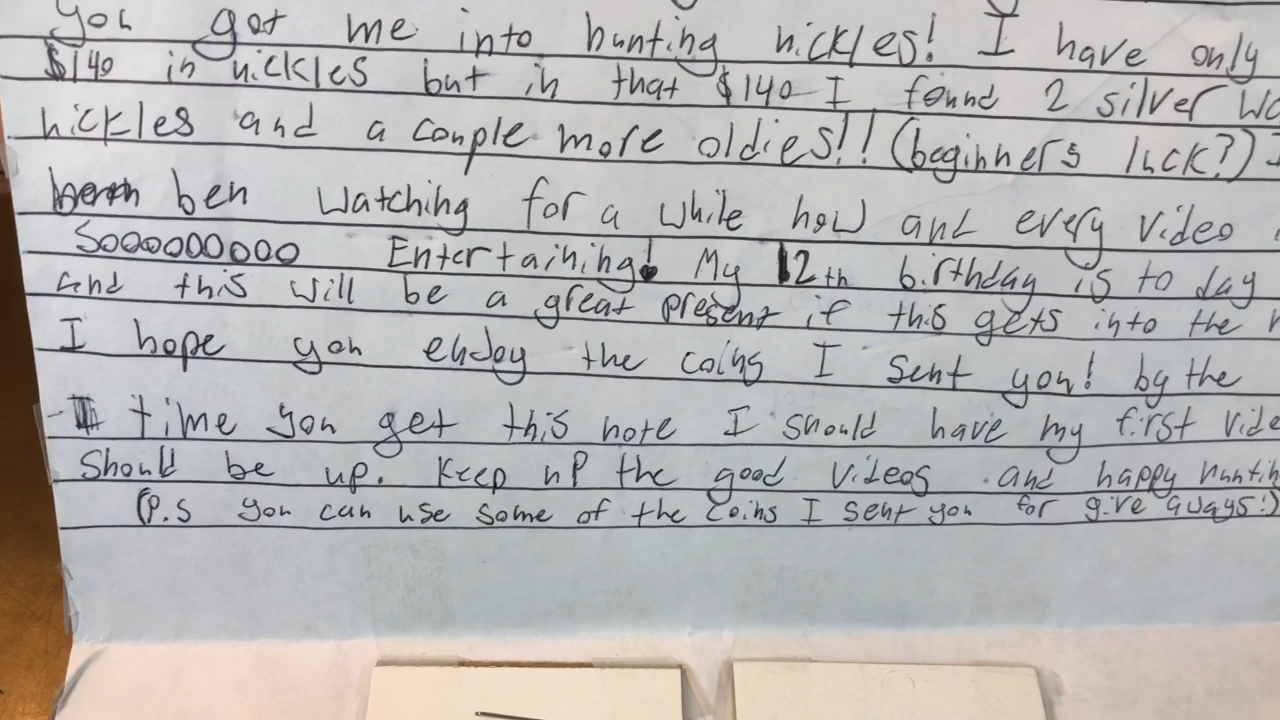 you got me into hunting nickles! I have only
$140 in nickles but in that $140 I found 2 silver
nickles and a couple more oldies!! (beginners luck?)
ben watching for a while now and every video
Sooooooooo Entertaining! My 12th birthday is to day
and this will be a great present if this gets into the
I hope you enjoy the coins I sent you! by the
time you get this note I should have my first
should be up. Keep up the good videos and happy
(P.S you can use some of the coins I sent you for give aways!)